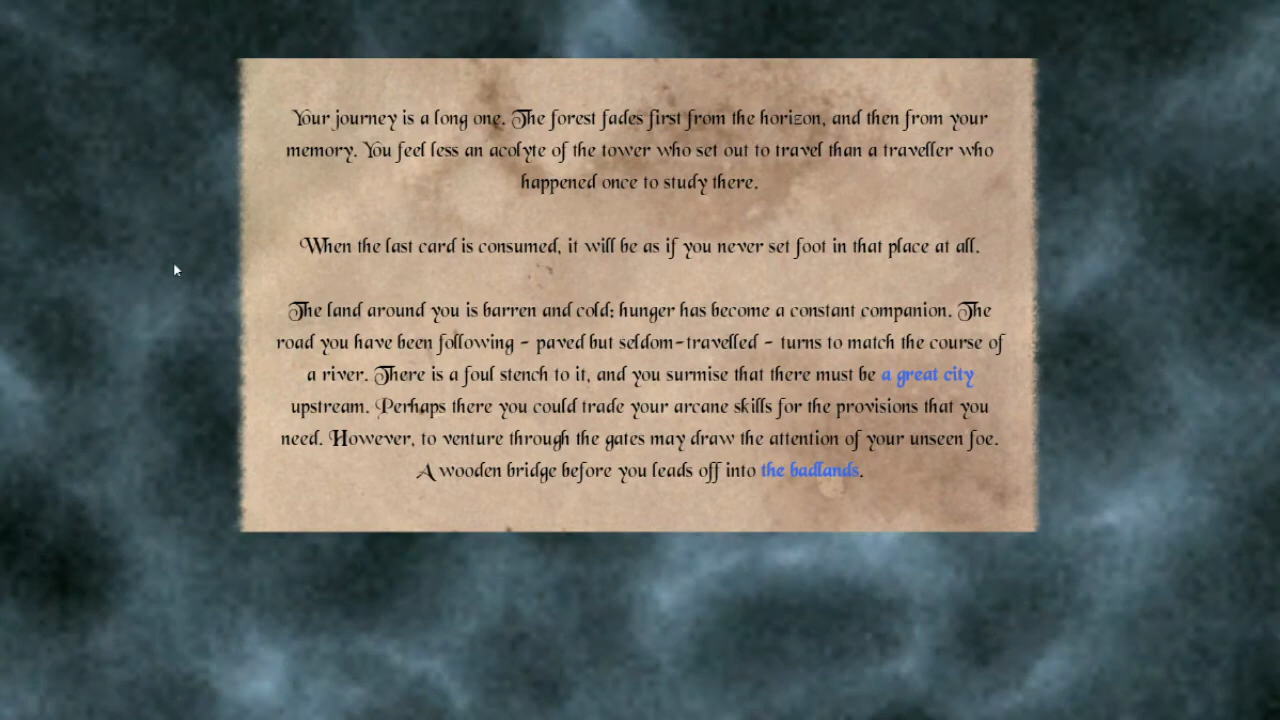 Your journey is a long one. The forest fades first from the horizon, and then from your
memory. You feel less an acolyte of the tower who set out to travel than a traveller who
happened once to study there.
When the last card is consumed, it will be as if you never set foot in that place at all.
The land around you is barren and cold; hunger has become a constant companion. The
road you have been following - paved but seldom-travelled - turns to match the course of
a river. There is a foul stench to it, and you surmise that there must be a great city
upstream. Perhaps there you could trade your arcane skills for the provisions that you
need. However, to venture through the gates may draw the attention of your unseen foe.
A wooden bridge before you leads off into the badlands.